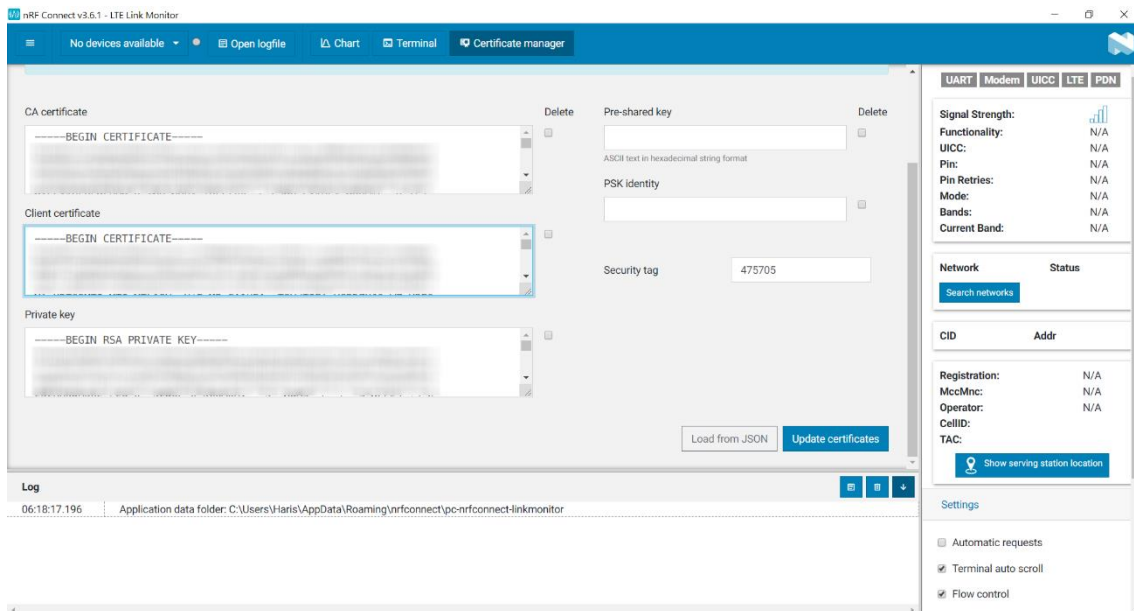 nRF Connect v3.6.1 - LTE Link Monitor
No devices available
Open logfile
Chart
Terminal
Certificate manager
CA certificate
Delete
-----BEGIN CERTIFICATE-----
Client certificate
-----BEGIN CERTIFICATE-----
Private key
-----BEGIN RSA PRIVATE KEY-----
Pre-shared key
Delete
ASCII text in hexadecimal string format
PSK identity
Security tag
475705
Load from JSON
Update certificates
Log
06:18:17.196 Application data folder: C:\Users\Haris\AppData\Roaming\nrfconnect\pc-nrfconnect-linkmonitor
UART Modem UICC LTE PDN
Signal Strength:
Functionality: N/A
UICC: N/A
Pin: N/A
Pin Retries: N/A
Mode: N/A
Bands: N/A
Current Band: N/A
Network Status
Search networks
CID Addr
Registration: N/A
MccMnc: N/A
Operator: N/A
CellID:
TAC:
Show serving station location
Settings
Automatic requests
Terminal auto scroll
Flow control